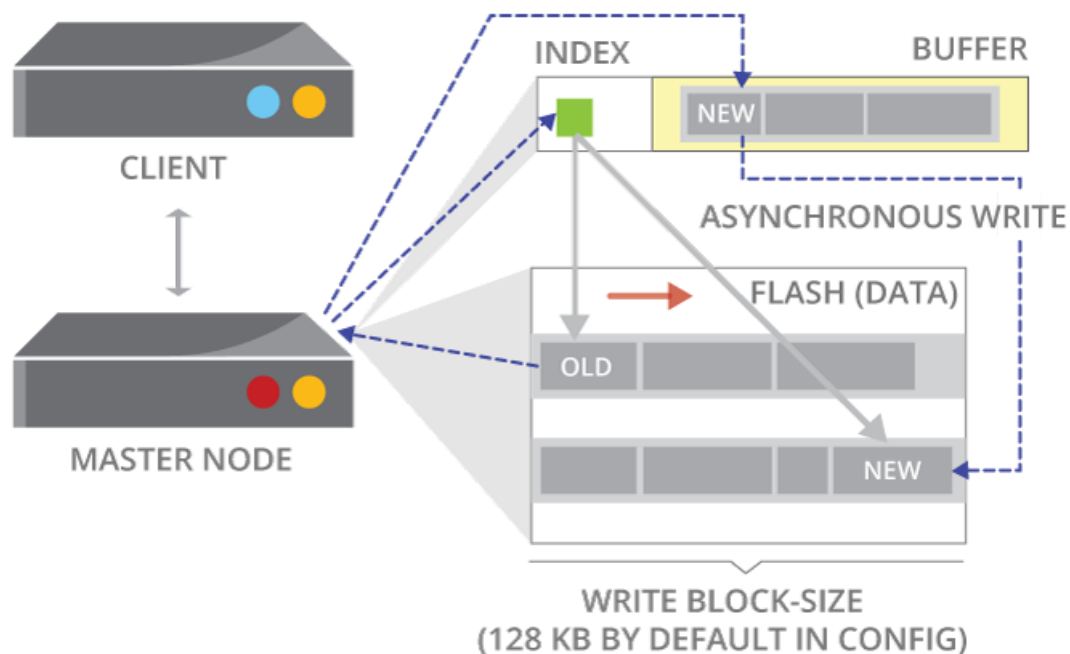 INDEX
BUFFER
NEW
CLIENT
ASYNCHRONOUS WRITE
FLASH (DATA)
OLD
MASTER NODE
NEW
WRITE BLOCK-SIZE
(128 KB BY DEFAULT IN CONFIG)